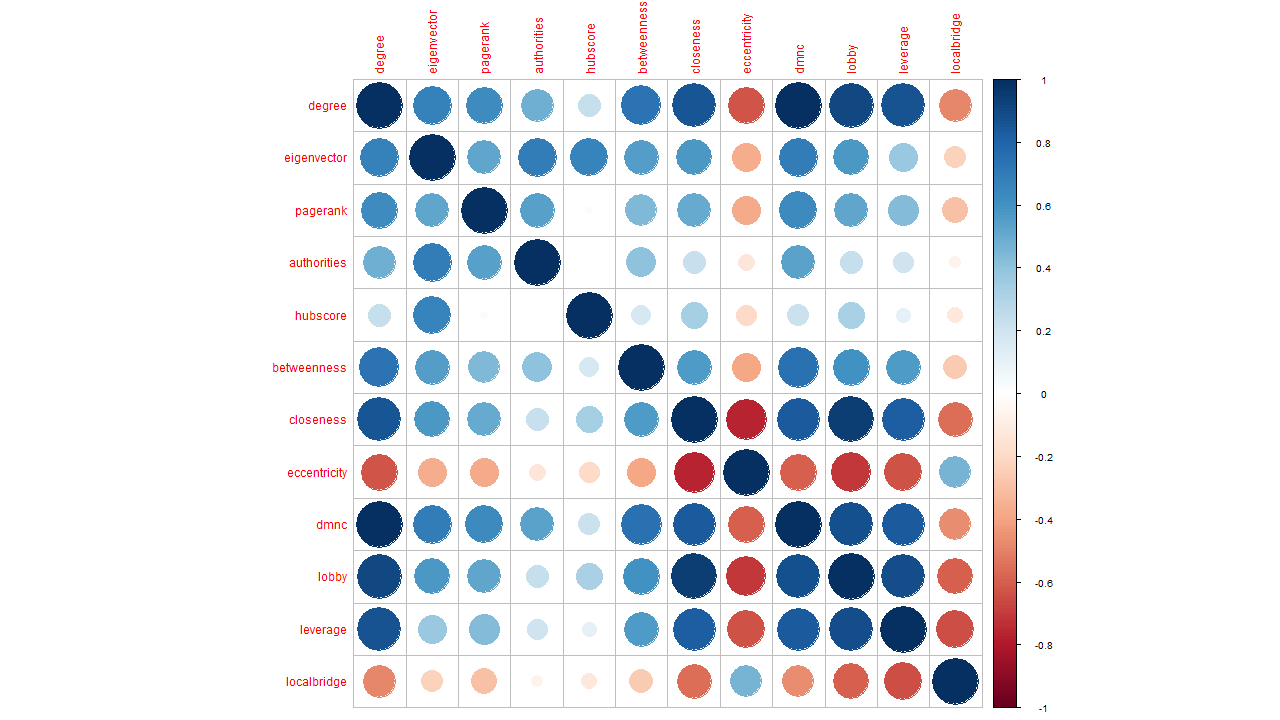 degree
eigenvector
pagerank
authorities
hubscore
betweenness
closeness
eccentricity
dmnc
lobby
leverage
localbridge
degree
eigenvector
pagerank
authorities
hubscore
betweenness
closeness
eccentricity
dmnc
lobby
leverage
localbridge
1
0.8
0.6
0.4
0.2
0
-0.2
-0.4
-0.6
-0.8
-1